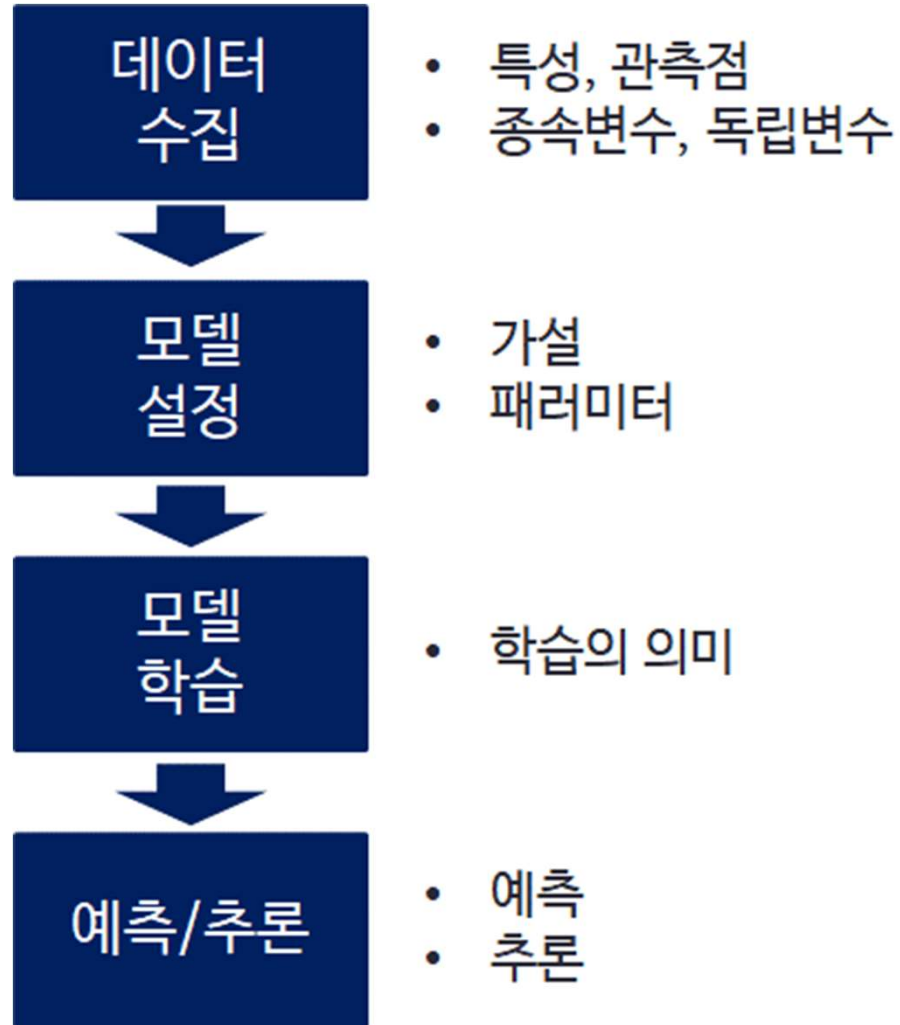 데이터
수집
• 특성, 관측점
• 종속변수, 독립변수
모델
설정
• 가설
• 패러미터
모델
학습
• 학습의 의미
예측/추론
• 예측
• 추론